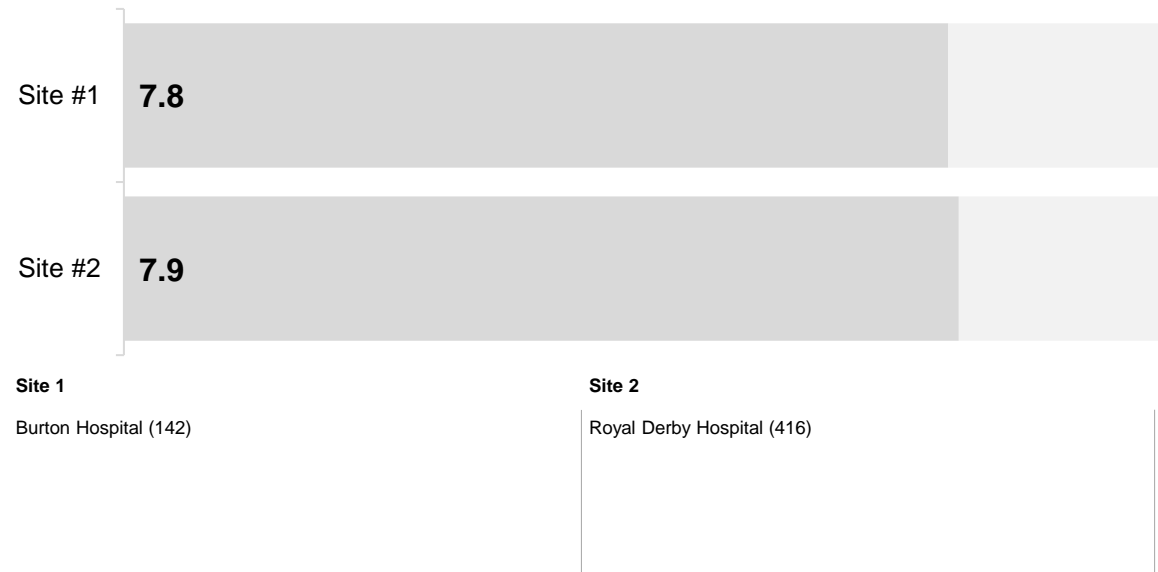 Site #1 7.8
Site #2 7.9
Site 1
Burton Hospital (142)
Site 2
Royal Derby Hospital (416)